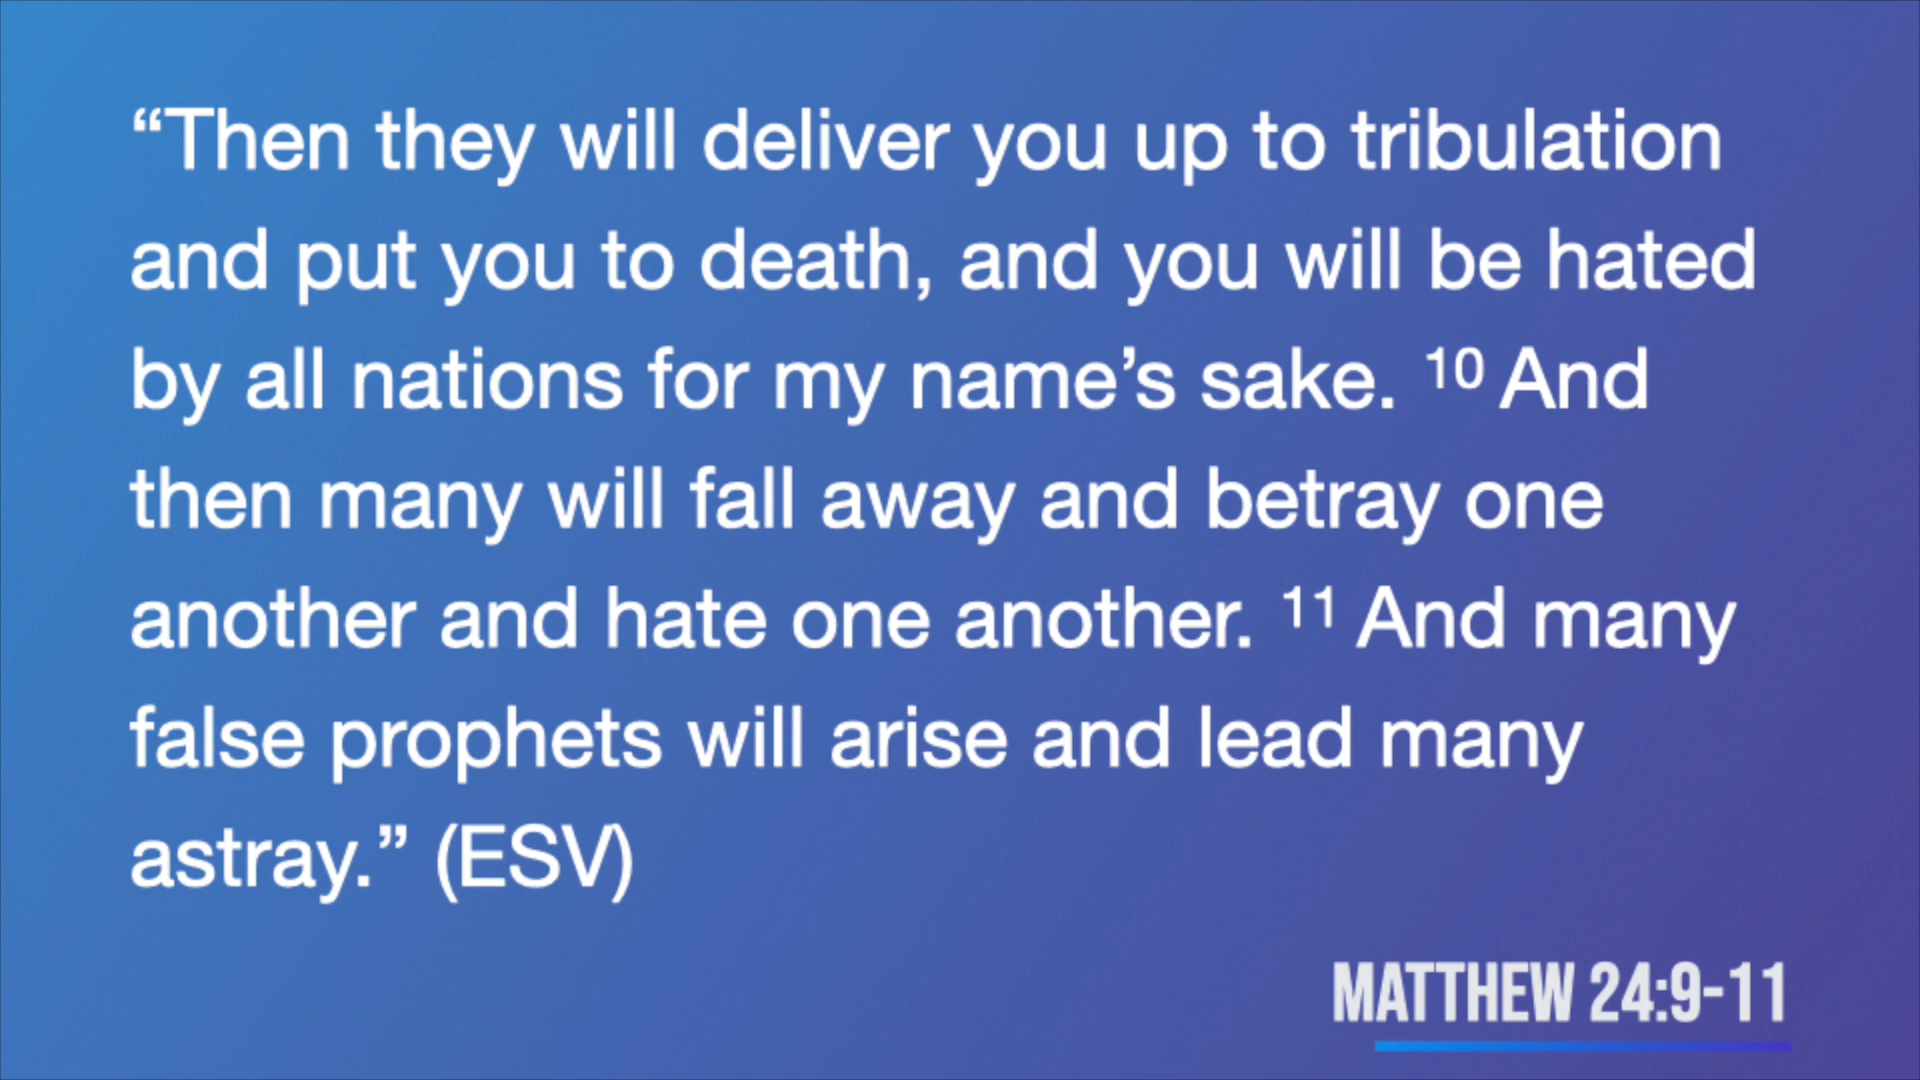 “Then they will deliver you up to tribulation
and put you to death, and you will be hated
by all nations for my name’s sake. ¹⁰ And
then many will fall away and betray one
another and hate one another. ¹¹ And many
false prophets will arise and lead many
astray.” (ESV)
MATTHEW 24:9-11